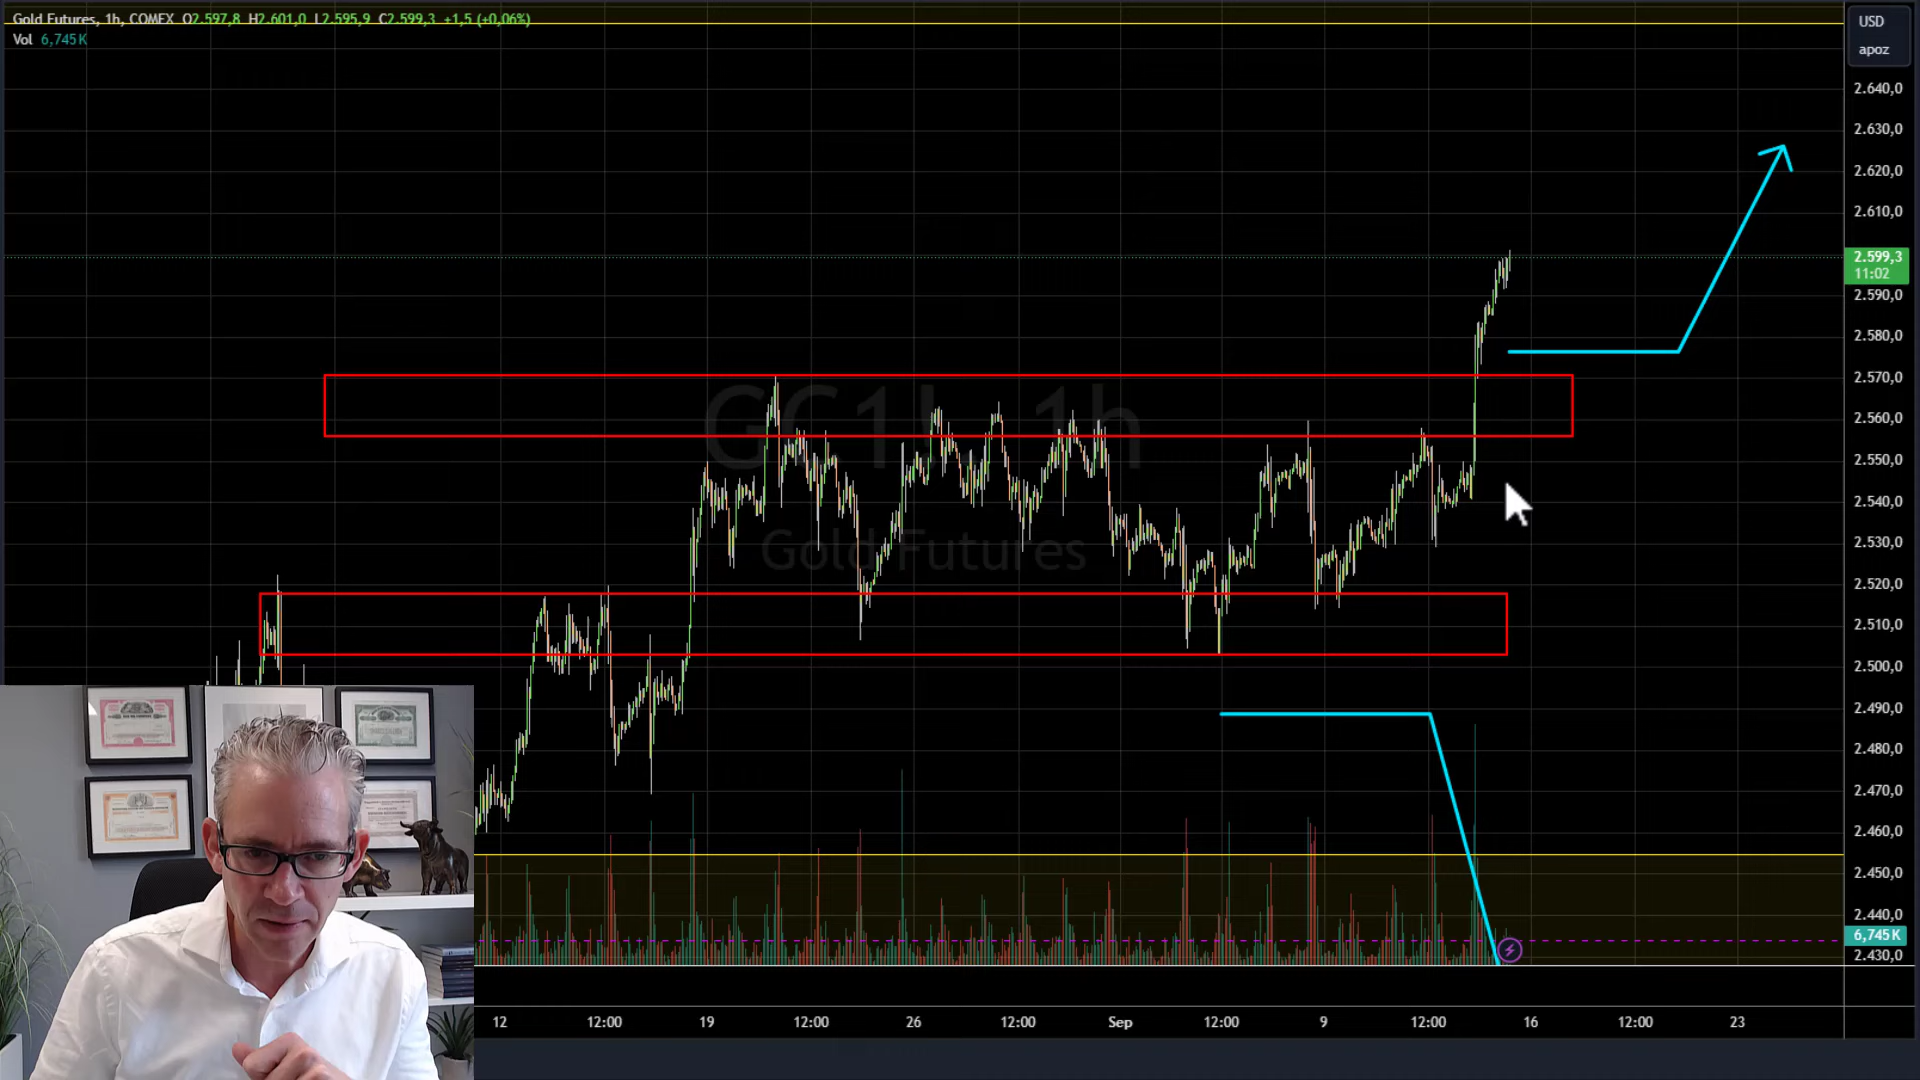 Gold Futures, 1h, COMEX O2.597,8 H2.601,0 L2.595,9 C2.599,3 +1,5 (+0,06%)
Vol 6,745K
USD
apoz
2.640,0
2.630,0
2.620,0
2.610,0
2.599,3
11:02
2.590,0
2.580,0
2.570,0
2.560,0
2.550,0
2.540,0
2.530,0
2.520,0
2.510,0
2.500,0
2.490,0
2.480,0
2.470,0
2.460,0
2.450,0
2.440,0
6,745K
2.430,0
GC1!, 1h
Gold Futures
12 12:00 19 12:00 26 12:00 Sep 12:00 9 12:00 16 12:00 23